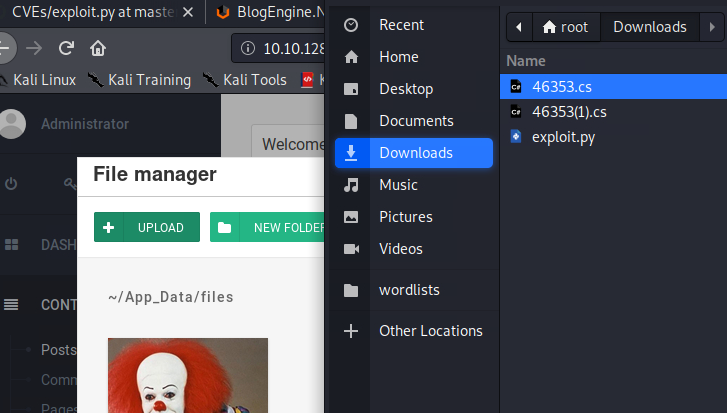 CVEs/exploit.py at master
BlogEngine.N
10.10.128
Kali Linux
Kali Training
Kali Tools
Administrator
Welcome
File manager
UPLOAD
NEW FOLDER
~/App_Data/files
DASH
CONT
Posts
Comm
Pages
Recent
Home
Desktop
Documents
Downloads
Music
Pictures
Videos
wordlists
Other Locations
root
Downloads
Name
46353.cs
46353(1).cs
exploit.py